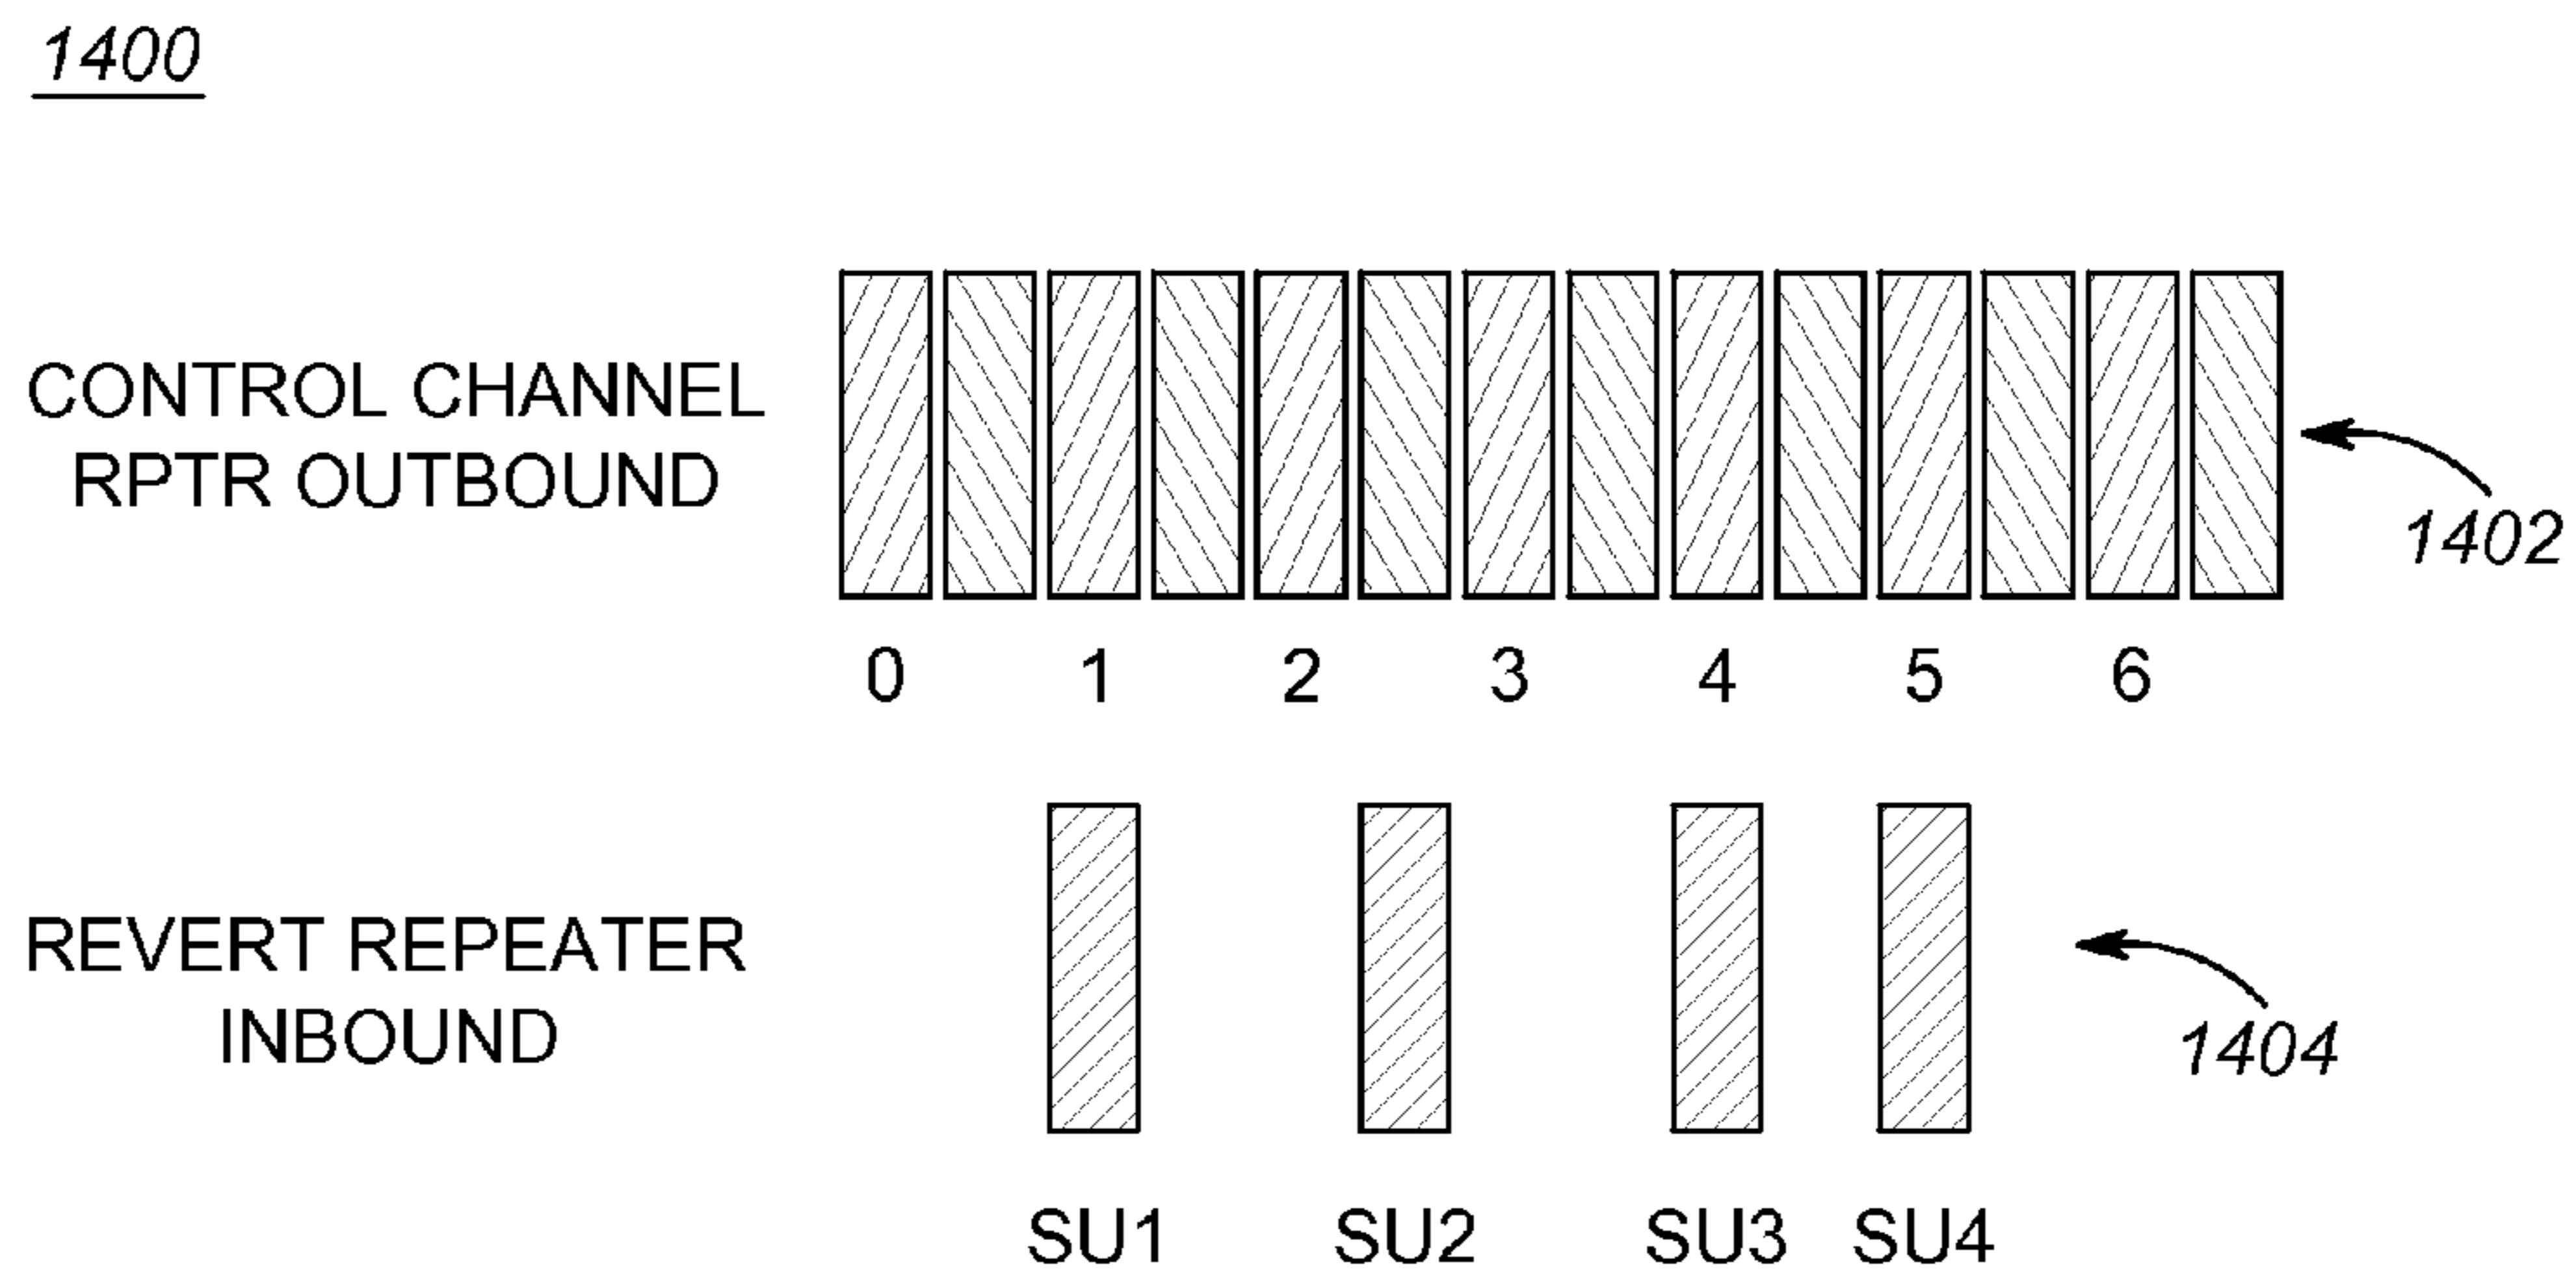 1400
CONTROL CHANNEL
RPTR OUTBOUND
1402
0 1 2 3 4 5 6
REVERT REPEATER
INBOUND
1404
SU1 SU2 SU3 SU4